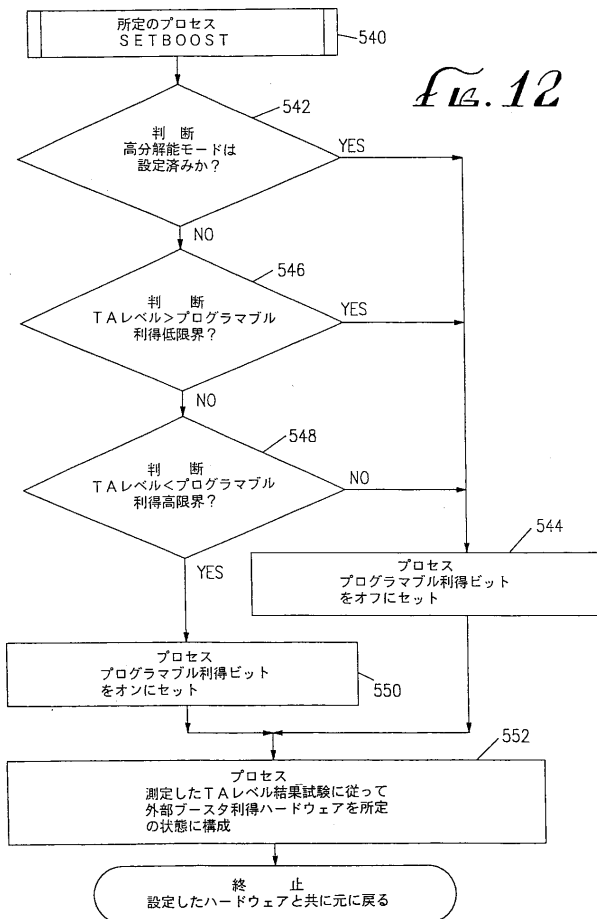 所定のプロセス
SETBOOST
540
FIG. 12
542
判 断
高分解能モードは
設定済みか?
YES
NO
546
判 断
TAレベル>プログラマブル
利得低限界?
YES
NO
548
判 断
TAレベル<プログラマブル
利得高限界?
NO
YES
544
プロセス
プログラマブル利得ビット
をオフにセット
プロセス
プログラマブル利得ビット
をオンにセット
550
552
プロセス
測定したTAレベル結果試験に従って
外部ブースタ利得ハードウェアを所定
の状態に構成
終 止
設定したハードウェアと共に元に戻る